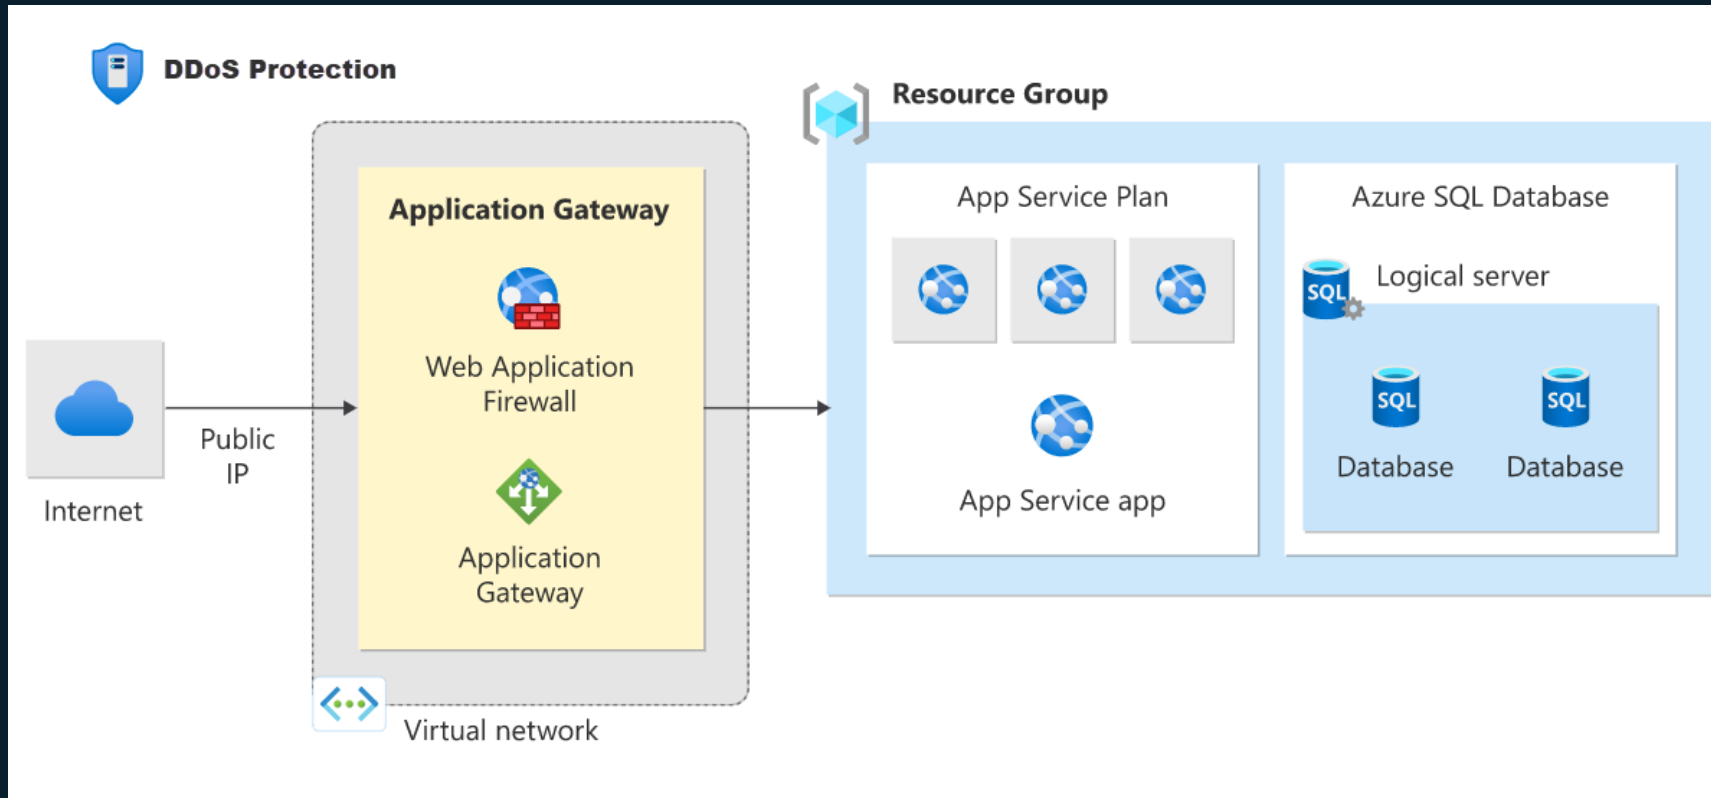 DDoS Protection
Resource Group
Application Gateway
Web Application
Firewall
Application
Gateway
Public
IP
Internet
Virtual network
App Service Plan
App Service app
Azure SQL Database
SQL
Logical server
SQL
SQL
Database
Database